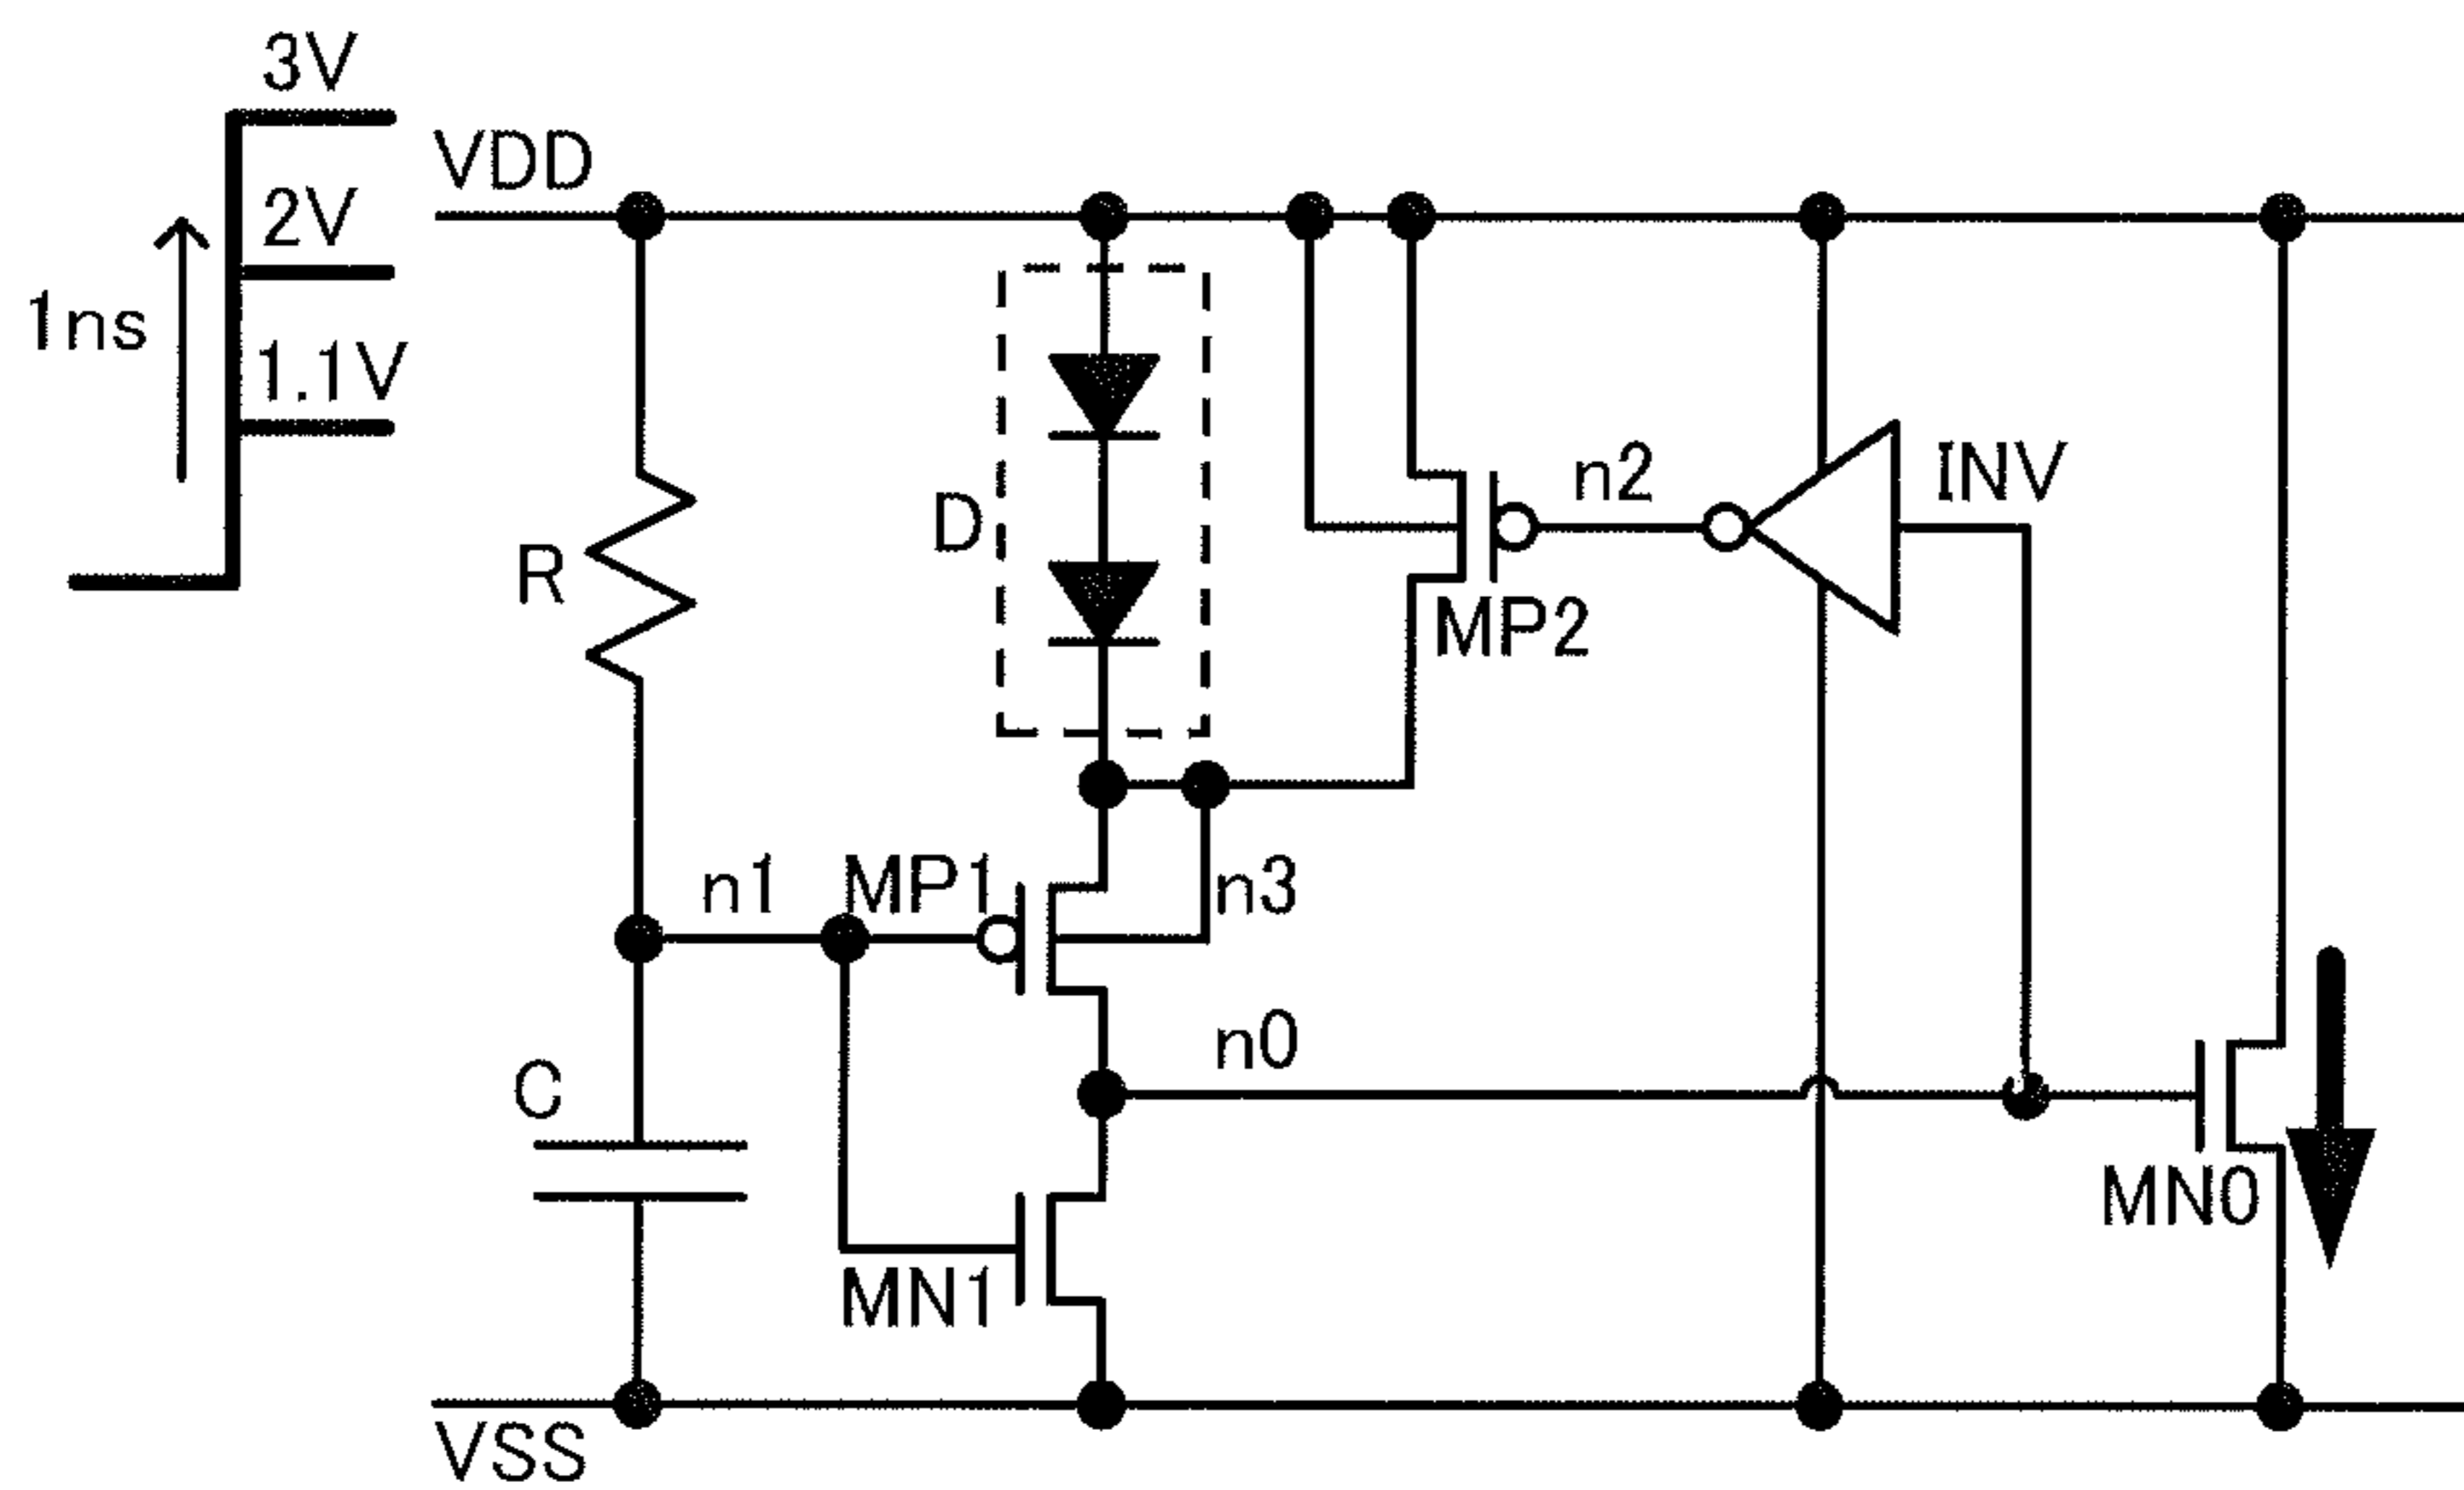 3V
VDD
2V
1ns
1.1V
R
D
n2
INV
MP2
n1
MP1
n3
n0
C
MN0
MN1
VSS